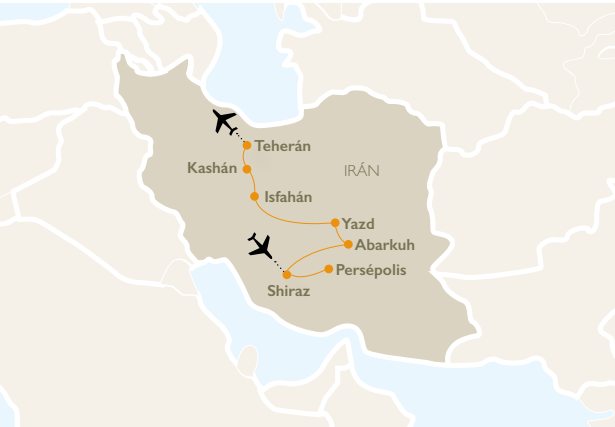 Teherán
Kashán
IRÁN
Isfahán
Yazd
Abarkuh
Persépolis
Shiraz